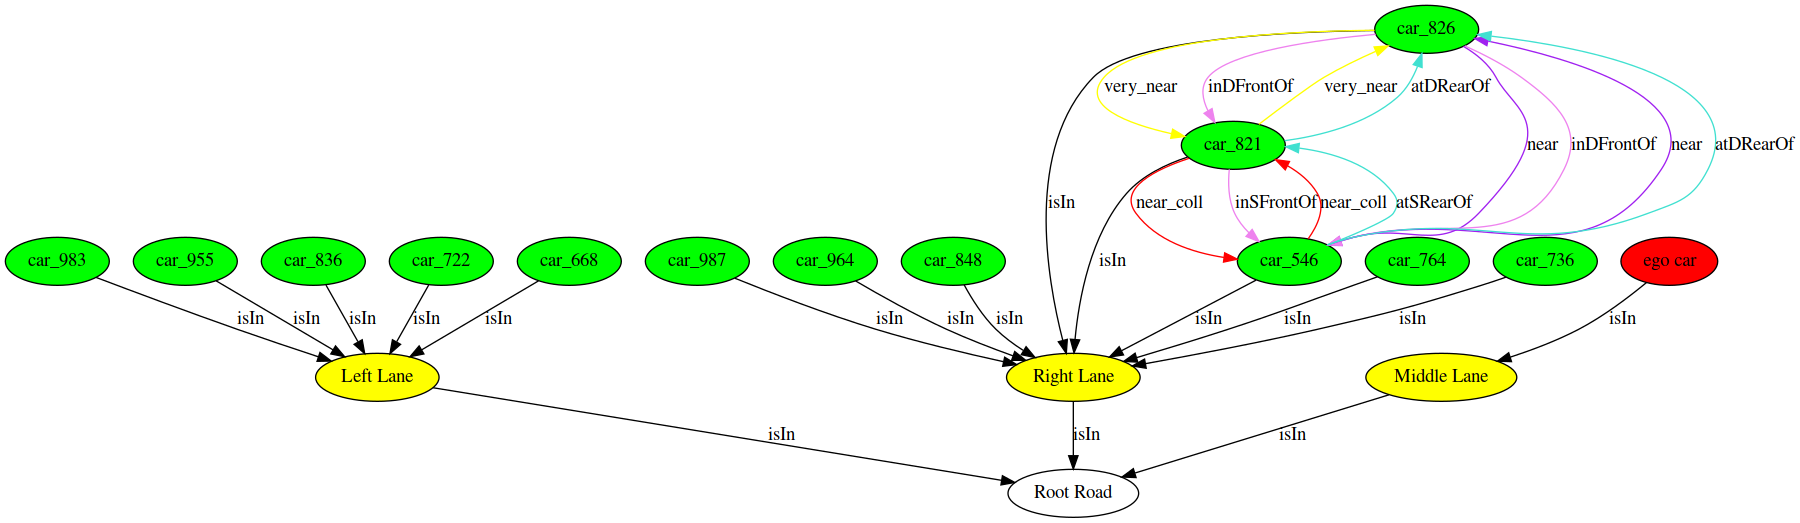 car_826
very_near
inDFrontOf
very_near
atDRearOf
car_821
near
inDFrontOf
near
atDRearOf
isIn
near_coll
inSFrontOf
near_coll
atSRearOf
car_983
car_955
car_836
car_722
car_668
car_987
car_964
car_848
isIn
car_546
car_764
car_736
ego car
isIn
isIn
isIn
isIn
isIn
isIn
isIn
isIn
isIn
isIn
isIn
isIn
Left Lane
Right Lane
Middle Lane
isIn
isIn
isIn
Root Road